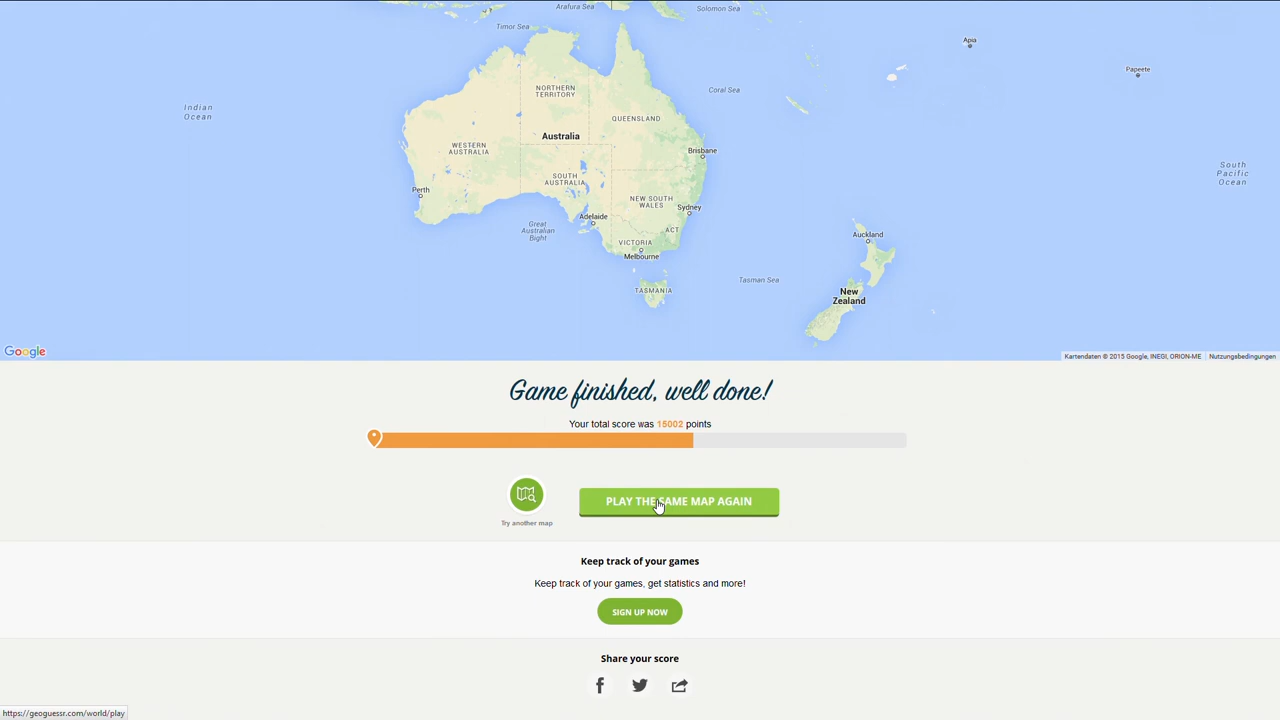 Arafura Sea
Solomon Sea
Timor Sea
Apia
Papeete
Coral Sea
Indian
Ocean
NORTHERN
TERRITORY
QUEENSLAND
Australia
WESTERN
AUSTRALIA
Brisbane
South
Pacific
Ocean
SOUTH
AUSTRALIA
Perth
NEW SOUTH
WALES
Sydney
Adelaide
Great
Australian
Bight
ACT
Auckland
VICTORIA
Melbourne
Tasman Sea
TASMANIA
New
Zealand
Google
Kartendaten © 2015 Google, INEGI, ORION-ME
Nutzungsbedingungen
Game finished, well done!
Your total score was 15002 points
PLAY THE SAME MAP AGAIN
Try another map
Keep track of your games
Keep track of your games, get statistics and more!
SIGN UP NOW
Share your score
https://geoguessr.com/world/play